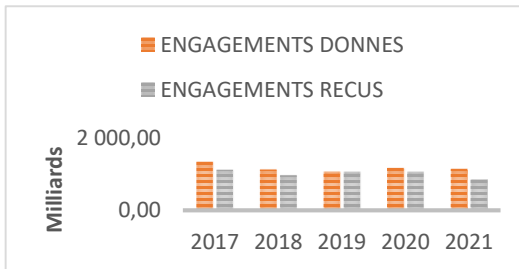 ENGAGEMENTS DONNES
ENGAGEMENTS RECUS
2 000,00
0,00
Milliards
2017 2018 2019 2020 2021